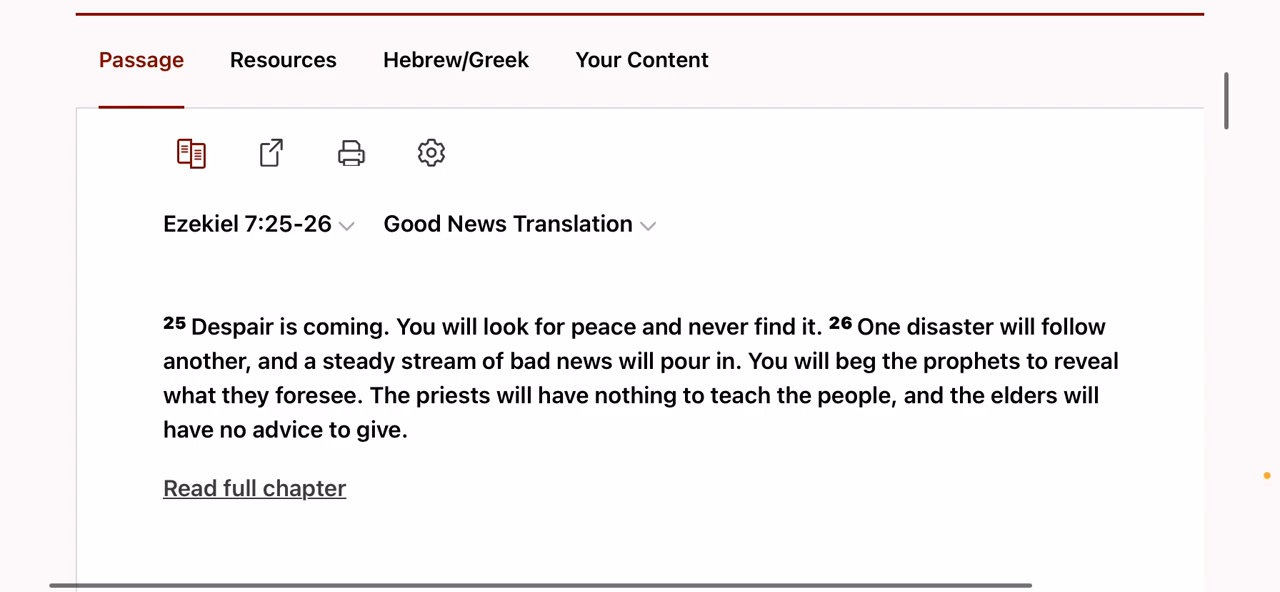 Passage Resources Hebrew/Greek Your Content
Ezekiel 7:25-26 Good News Translation
25 Despair is coming. You will look for peace and never find it. 26 One disaster will follow
another, and a steady stream of bad news will pour in. You will beg the prophets to reveal
what they foresee. The priests will have nothing to teach the people, and the elders will
have no advice to give.
Read full chapter